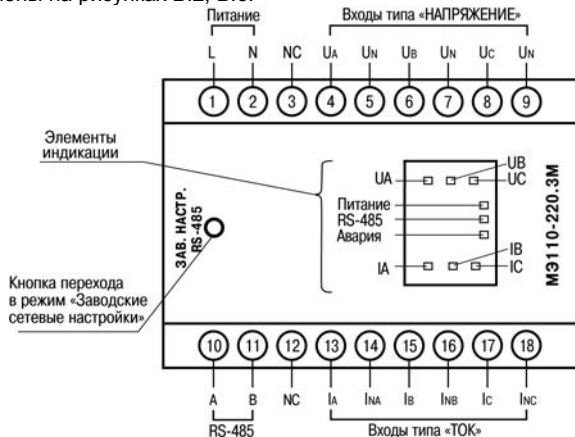 Питание Входы типа «НАПРЯЖЕНИЕ»
L N NC UA UN UB UN UC UN
1 2 3 4 5 6 7 8 9
Элементы
индикации
UA UB
UC
Питание
RS-485
Авария
IA IB
IC
ЗАВ. НАСТР.
RS-485
МЭ110-220.3М
Кнопка перехода
в режим «Заводские
сетевые настройки»
10 11 12 13 14 15 16 17 18
A B NC IA INA IB INB IC INC
RS-485 Входы типа «ТОК»